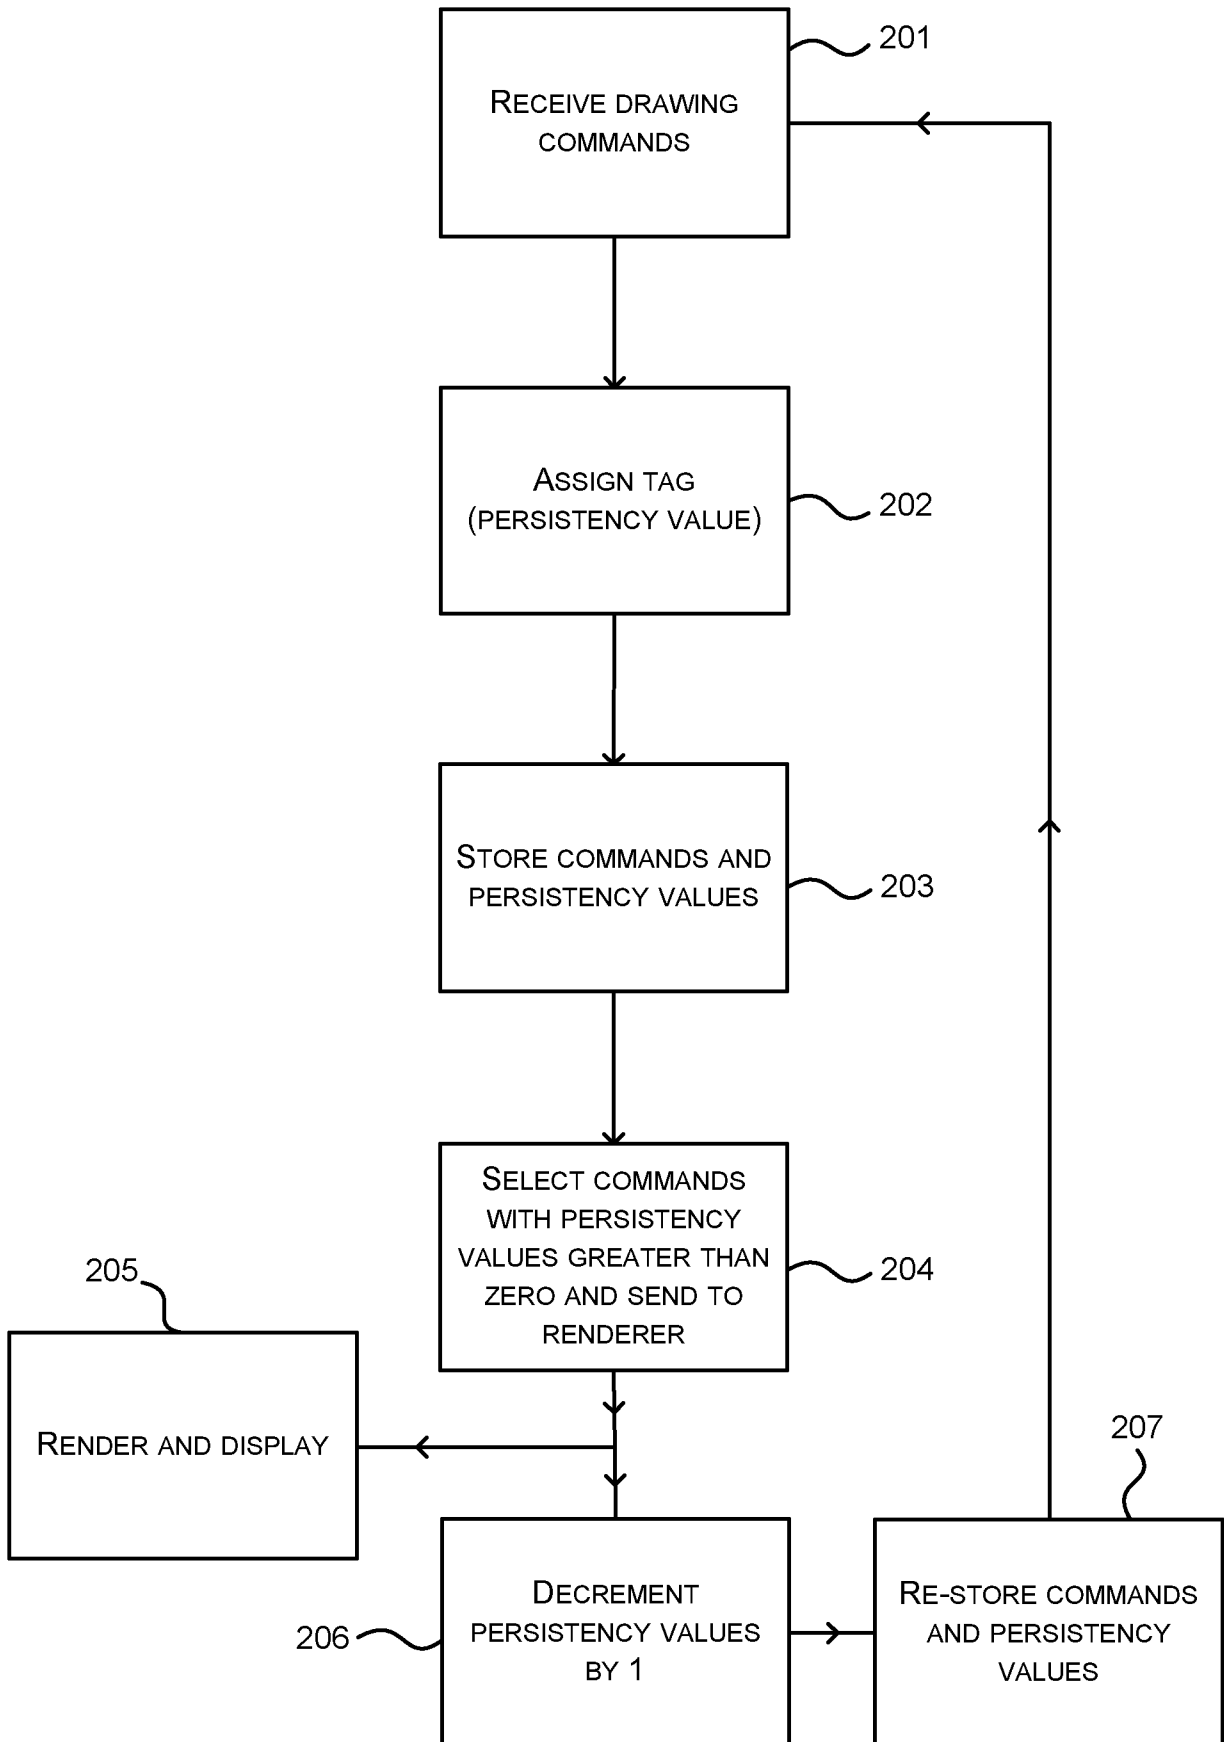 201
RECEIVE DRAWING
COMMANDS
ASSIGN TAG
(PERSISTENCY VALUE)
202
STORE COMMANDS AND
PERSISTENCY VALUES
203
SELECT COMMANDS
WITH PERSISTENCY
VALUES GREATER THAN
ZERO AND SEND TO
RENDERER
204
205
RENDER AND DISPLAY
206
DECREMENT
PERSISTENCY VALUES
BY 1
207
RE-STORE COMMANDS
AND PERSISTENCY
VALUES